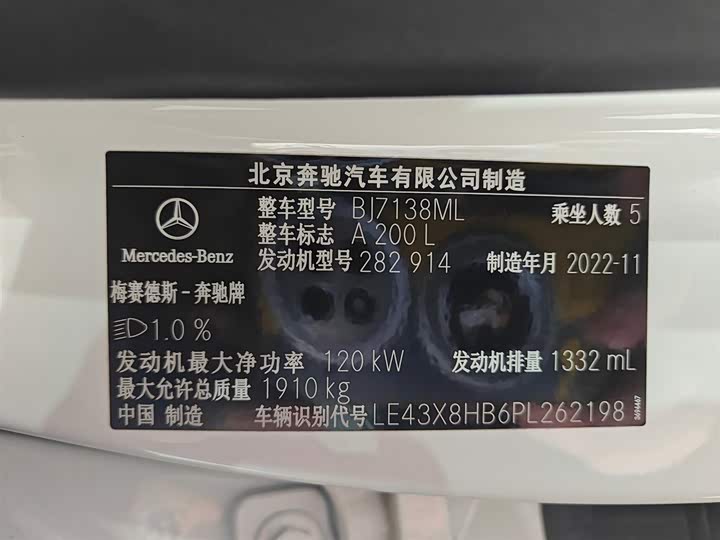 北京奔驰汽车有限公司制造
整车型号 BJ7138ML 乘坐人数 5
整车标志 A 200 L
Mercedes-Benz 发动机型号 282 914 制造年月 2022-11
梅赛德斯-奔驰牌
1.0 %
发动机最大净功率 120 kW 发动机排量 1332 mL
最大允许总质量 1910 kg
中国 制造 车辆识别代号 LE43X8HB6PL262198